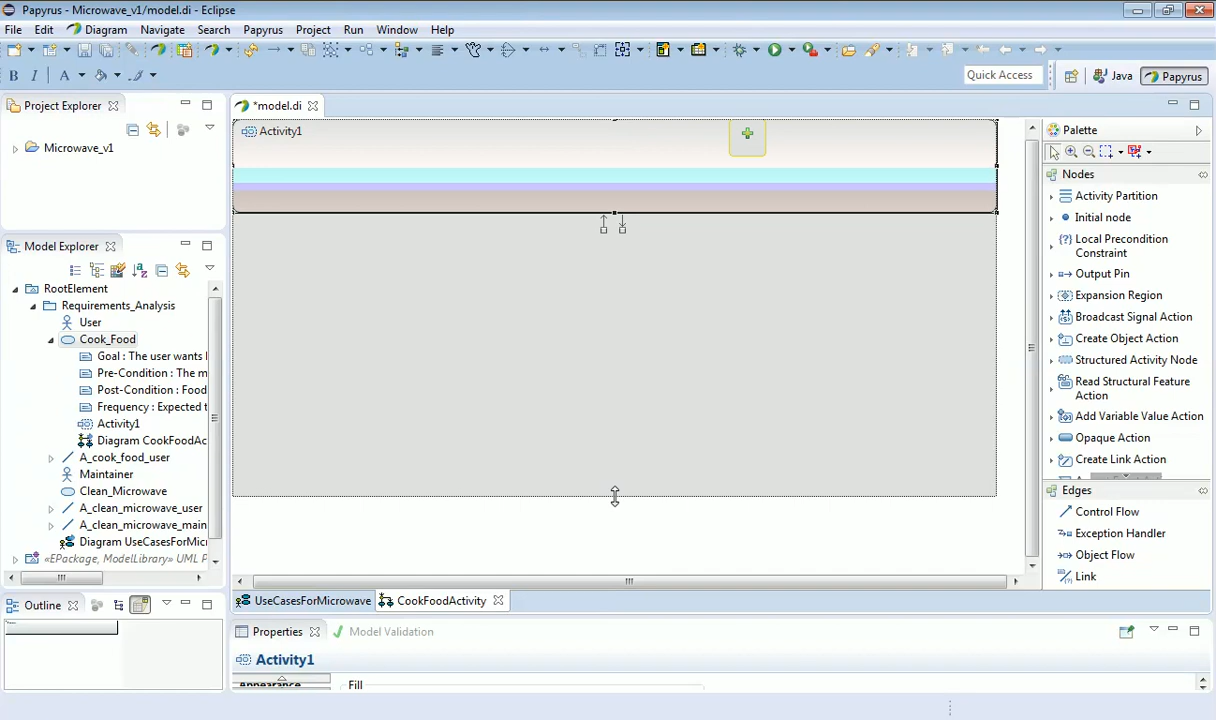 Papyrus - Microwave_v1/model.di - Eclipse
File Edit Diagram Navigate Search Papyrus Project Run Window Help
B I A
Quick Access Java Papyrus
Project Explorer
Microwave_v1
Model Explorer
RootElement
Requirements_Analysis
User
Cook_Food
Goal : The user wants
Pre-Condition : The m
Post-Condition : Food
Frequency : Expected t
Activity1
Diagram CookFoodAc
A_cook_food_user
Maintainer
Clean_Microwave
A_clean_microwave_user
A_clean_microwave_main
Diagram UseCasesForMicr
«EPackage, ModelLibrary» UML P
Outline
*model.di
Activity1
Palette
Nodes
Activity Partition
Initial node
Local Precondition
Constraint
Output Pin
Expansion Region
Broadcast Signal Action
Create Object Action
Structured Activity Node
Read Structural Feature
Action
Add Variable Value Action
Opaque Action
Create Link Action
Edges
Control Flow
Exception Handler
Object Flow
Link
UseCasesForMicrowave CookFoodActivity
Properties Model Validation
Activity1
Appearance Fill